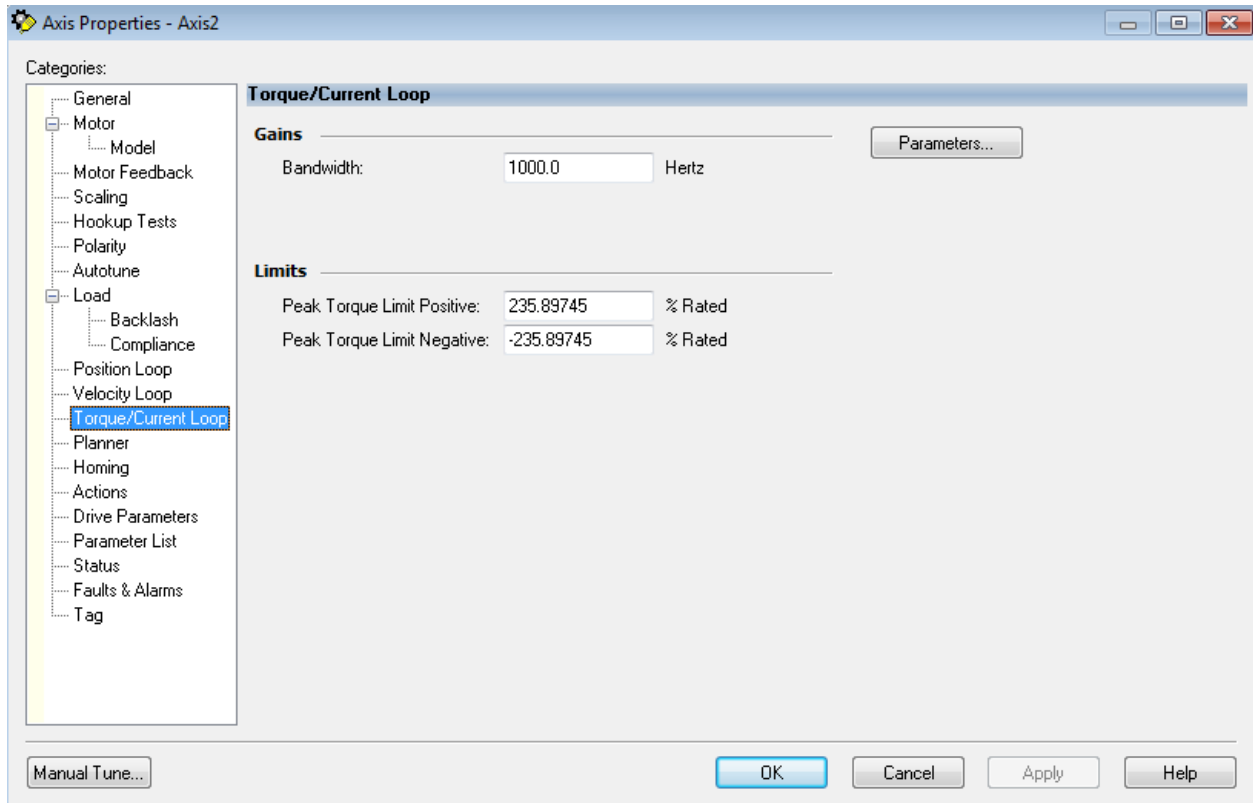 Axis Properties - Axis2
Categories:
General
Motor
Model
Motor Feedback
Scaling
Hookup Tests
Polarity
Autotune
Load
Backlash
Compliance
Position Loop
Velocity Loop
Torque/Current Loop
Planner
Homing
Actions
Drive Parameters
Parameter List
Status
Faults & Alarms
Tag
Torque/Current Loop
Gains
Parameters...
Bandwidth: 1000.0 Hertz
Limits
Peak Torque Limit Positive: 235.89745 % Rated
Peak Torque Limit Negative: -235.89745 % Rated
Manual Tune... OK Cancel Apply Help